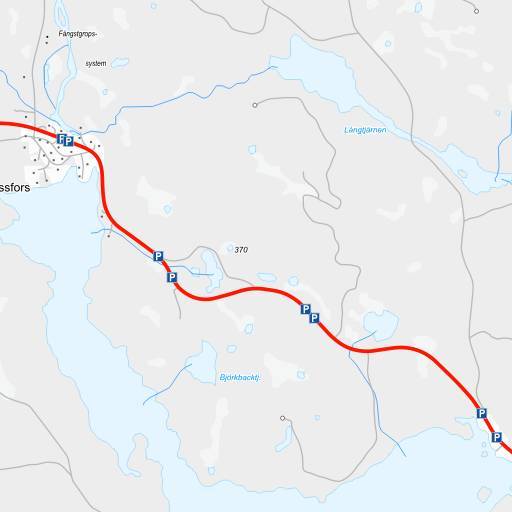 Fångstgrops-
system
Långtjärnen
P
P
ssfors
370
P
P
P
P
Björkbacktj.
P
P